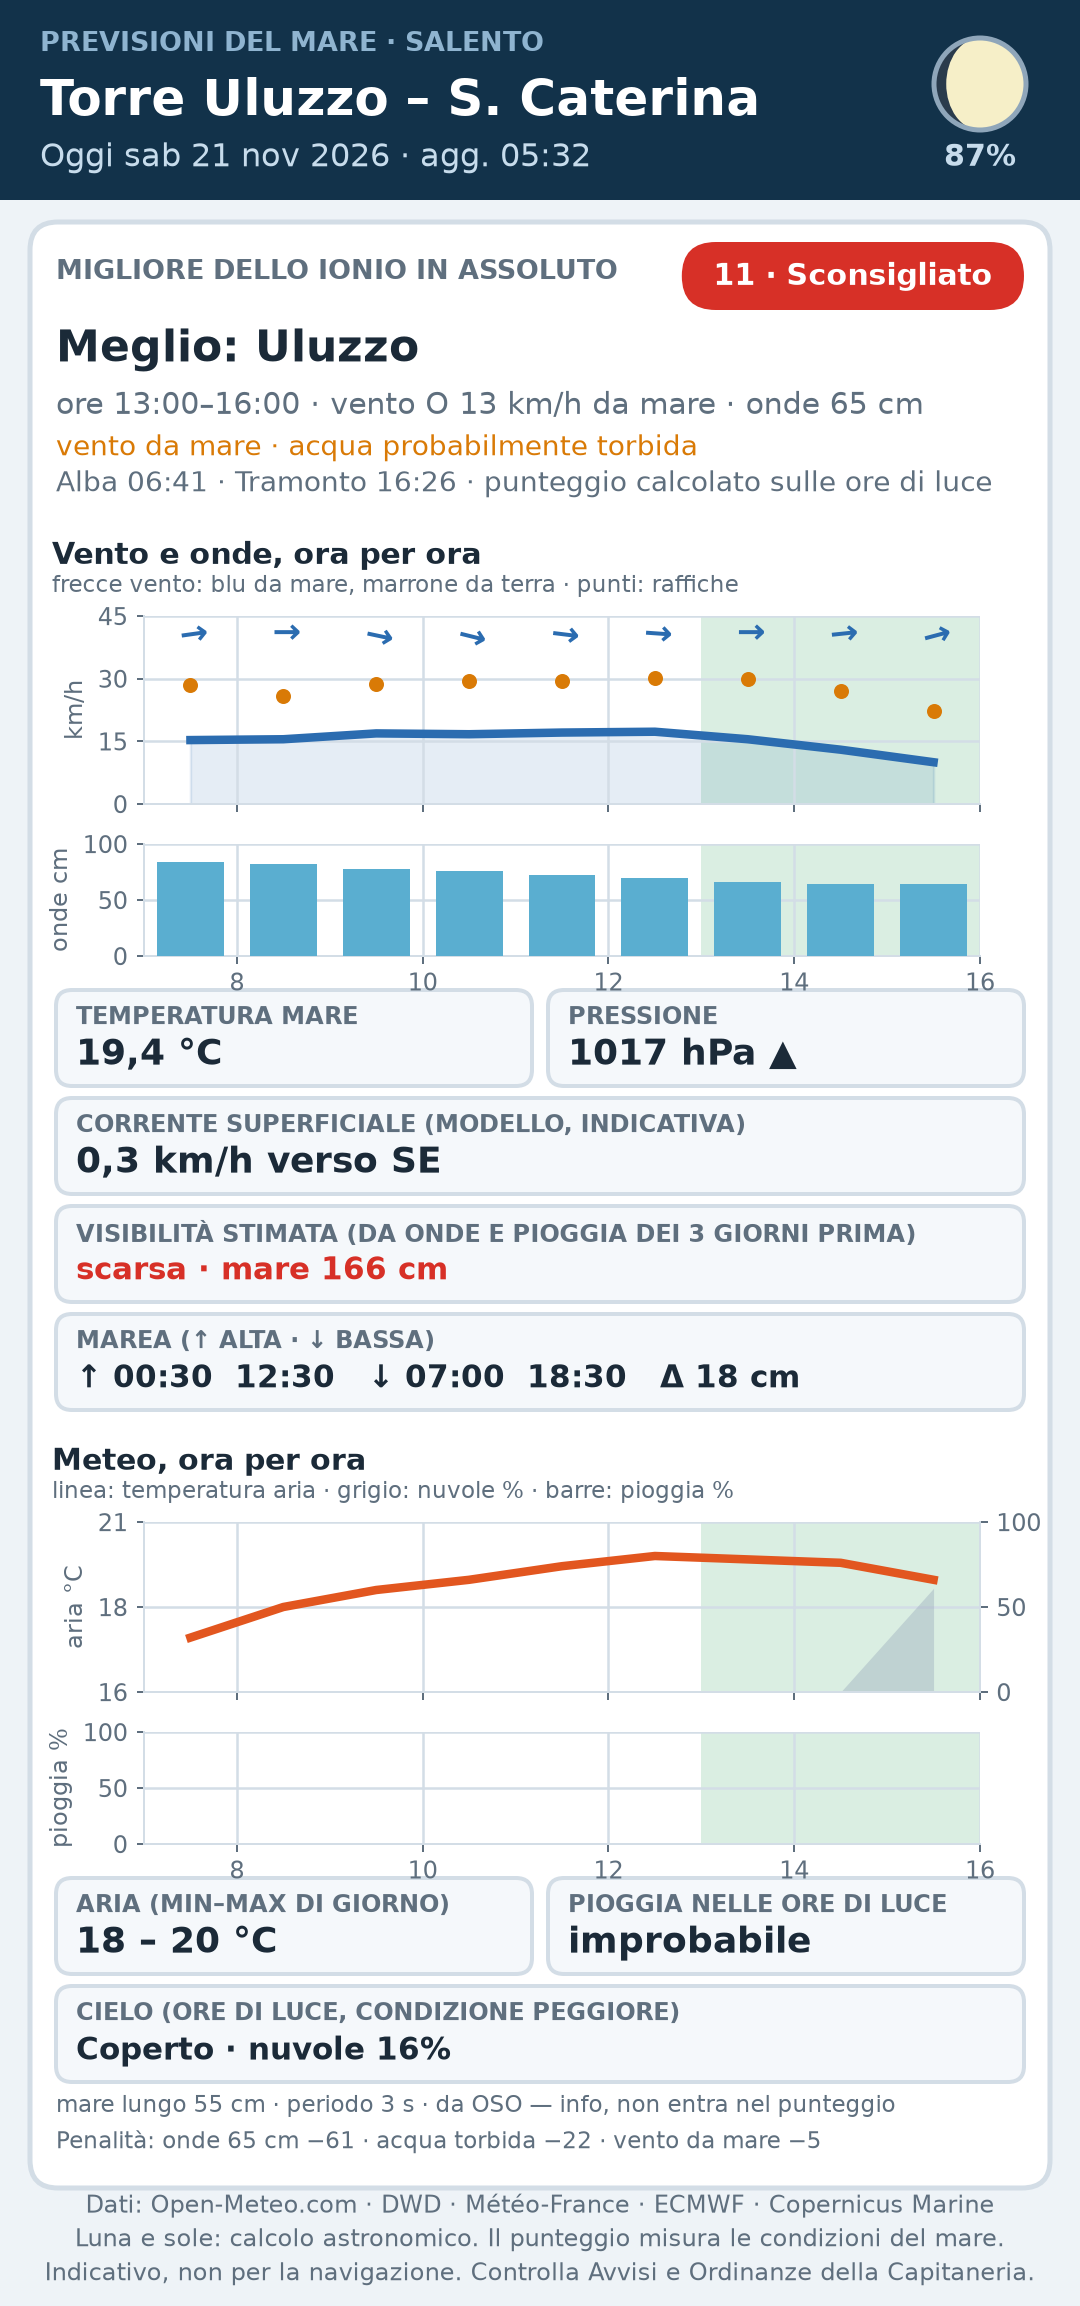 PREVISIONI DEL MARE · SALENTO
Torre Uluzzo – S. Caterina
Oggi sab 21 nov 2026 · agg. 05:32
87%
MIGLIORE DELLO IONIO IN ASSOLUTO
11 · Sconsigliato
Meglio: Uluzzo
ore 13:00–16:00 · vento O 13 km/h da mare · onde 65 cm
vento da mare · acqua probabilmente torbida
Alba 06:41 · Tramonto 16:26 · punteggio calcolato sulle ore di luce
Vento e onde, ora per ora
frecce vento: blu da mare, marrone da terra · punti: raffiche
45
30
15
0
km/h
100
50
0
onde cm
8 10 12 14 16
TEMPERATURA MARE
19,4 °C
PRESSIONE
1017 hPa ▲
CORRENTE SUPERFICIALE (MODELLO, INDICATIVA)
0,3 km/h verso SE
VISIBILITÀ STIMATA (DA ONDE E PIOGGIA DEI 3 GIORNI PRIMA)
scarsa · mare 166 cm
MAREA (↑ ALTA · ↓ BASSA)
↑ 00:30 12:30 ↓ 07:00 18:30 Δ 18 cm
Meteo, ora per ora
linea: temperatura aria · grigio: nuvole % · barre: pioggia %
21
18
16
aria °C
100
50
0
100
50
0
pioggia %
8 10 12 14 16
ARIA (MIN–MAX DI GIORNO)
18 – 20 °C
PIOGGIA NELLE ORE DI LUCE
improbabile
CIELO (ORE DI LUCE, CONDIZIONE PEGGIORE)
Coperto · nuvole 16%
mare lungo 55 cm · periodo 3 s · da OSO — info, non entra nel punteggio
Penalità: onde 65 cm −61 · acqua torbida −22 · vento da mare −5
Dati: Open-Meteo.com · DWD · Météo-France · ECMWF · Copernicus Marine
Luna e sole: calcolo astronomico. Il punteggio misura le condizioni del mare.
Indicativo, non per la navigazione. Controlla Avvisi e Ordinanze della Capitaneria.